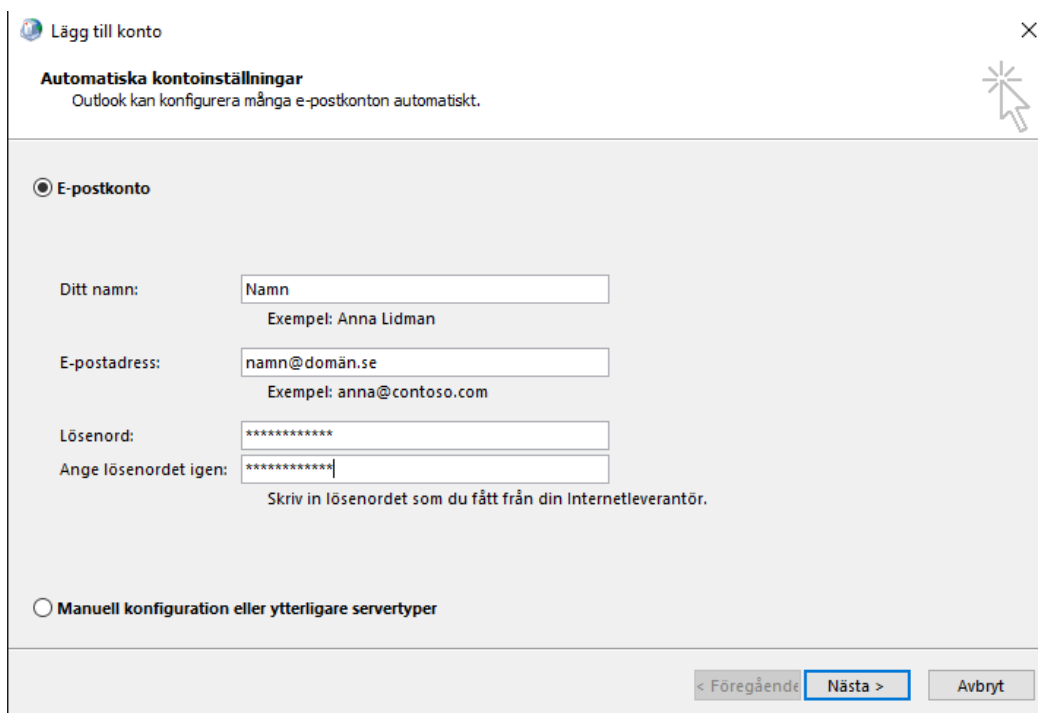 Lägg till konto
Automatiska kontoinställningar
Outlook kan konfigurera många e-postkonton automatiskt.
E-postkonto
Ditt namn: Namn
Exempel: Anna Lidman
E-postadress: namn@domän.se
Exempel: anna@contoso.com
Lösenord: ************
Ange lösenordet igen: ************
Skriv in lösenordet som du fått från din Internetleverantör.
Manuell konfiguration eller ytterligare servertyper
< Föregående Nästa > Avbryt